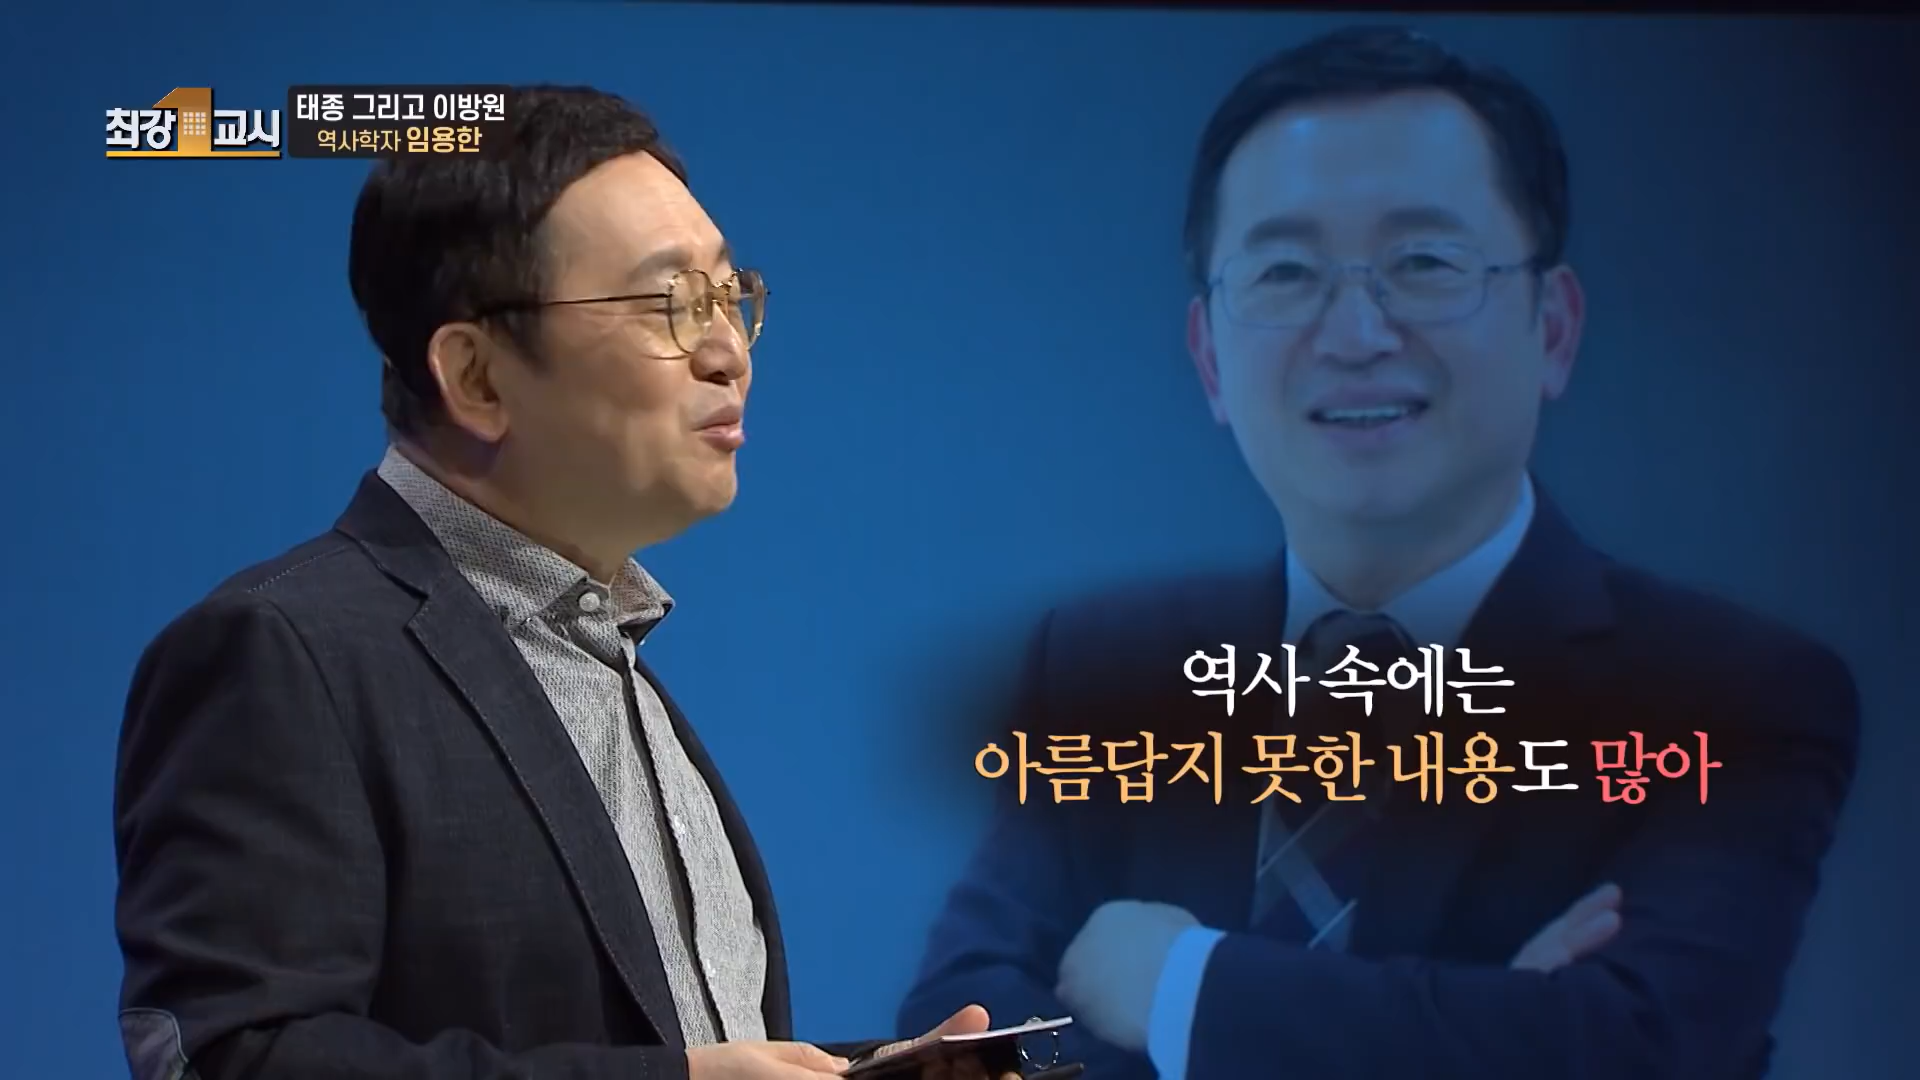 최강1교시
태종 그리고 이방원
역사학자 임용한
역사 속에는
아름답지 못한 내용도 많아